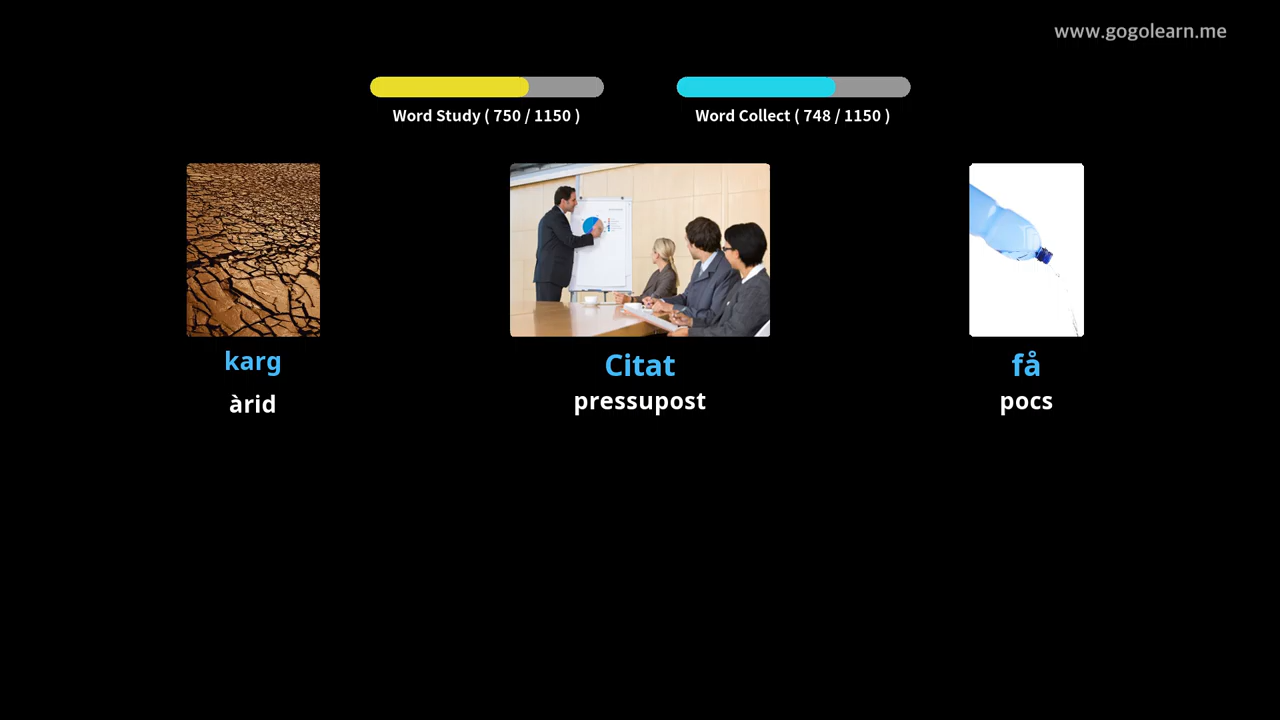 www.gogolearn.me
Word Study ( 750 / 1150 )
Word Collect ( 748 / 1150 )
karg
Citat
få
àrid
pressupost
pocs